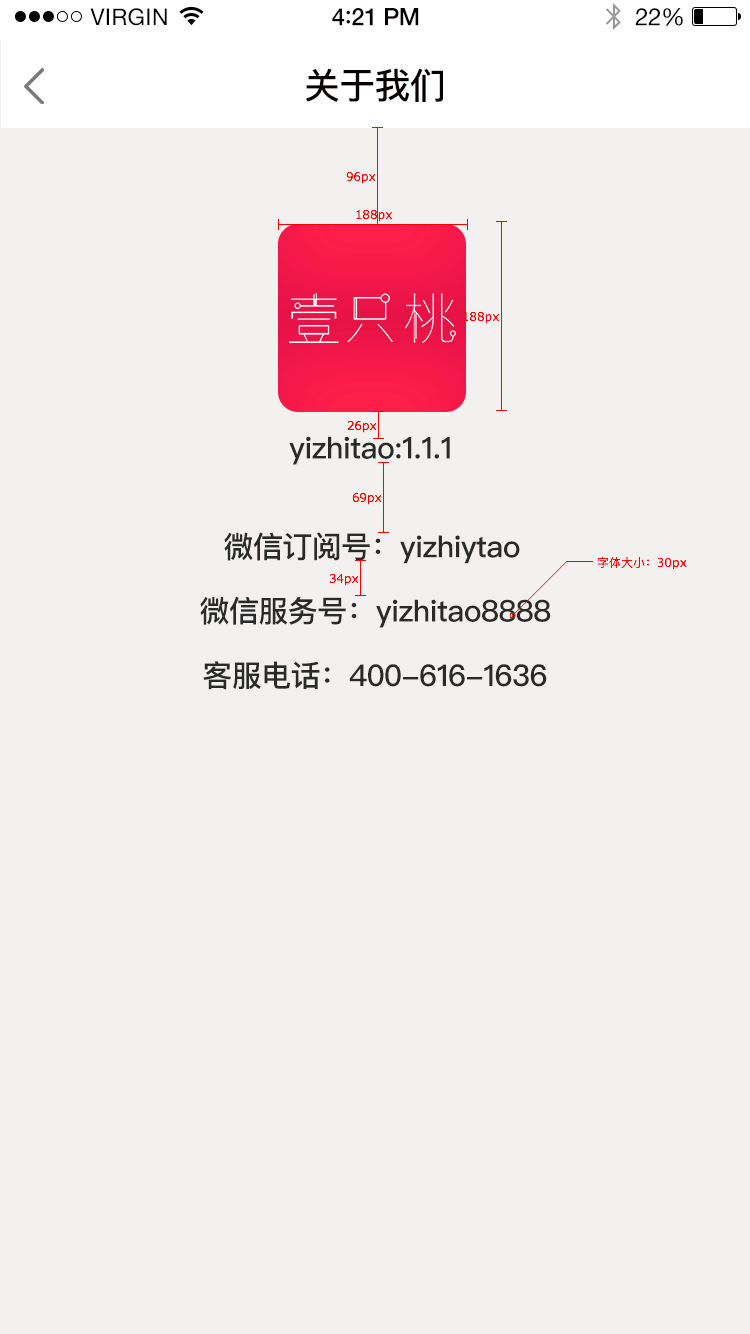 VIRGIN 4:21 PM 22%
关于我们
96px
188px
壹只桃
188px
26px
yizhitao:1.1.1
69px
微信订阅号：yizhiytao
字体大小：30px
34px
微信服务号：yizhitao8888
客服电话：400-616-1636